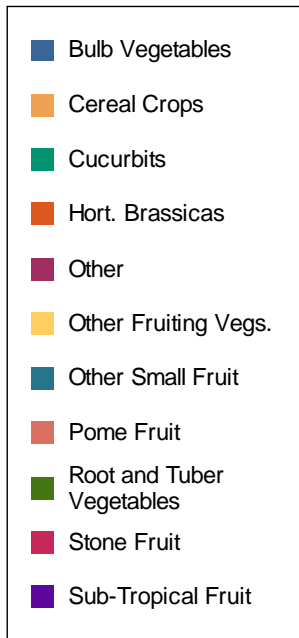 Bulb Vegetables
Cereal Crops
Cucurbits
Hort. Brassicas
Other
Other Fruiting Vegs.
Other Small Fruit
Pome Fruit
Root and Tuber
Vegetables
Stone Fruit
Sub-Tropical Fruit